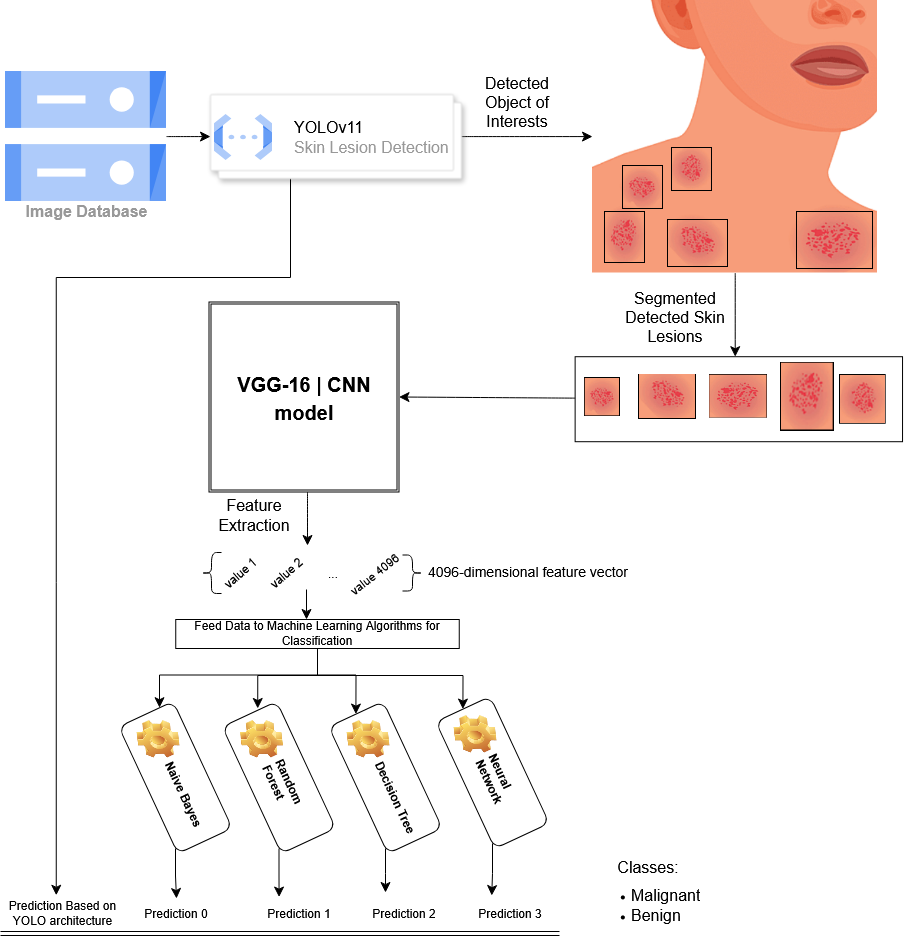 Image Database
YOLOv11
Skin Lesion Detection
Detected
Object of
Interests
Segmented
Detected Skin
Lesions
VGG-16 | CNN
model
Feature
Extraction
value 1
value 2
...
value 4096
4096-dimensional feature vector
Feed Data to Machine Learning Algorithms for
Classification
Naive Bayes
Random
Forest
Decision Tree
Neural
Network
Prediction Based on
YOLO architecture
Prediction 0
Prediction 1
Prediction 2
Prediction 3
Classes:
• Malignant
• Benign